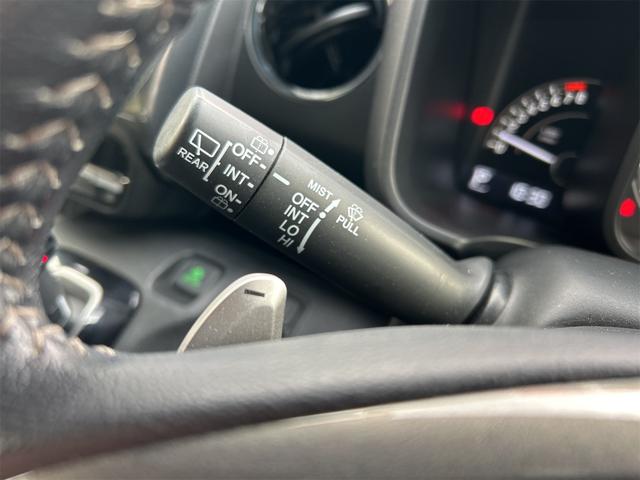 REAR
OFF
INT
ON
MIST
OFF
INT
LO
HI
PULL